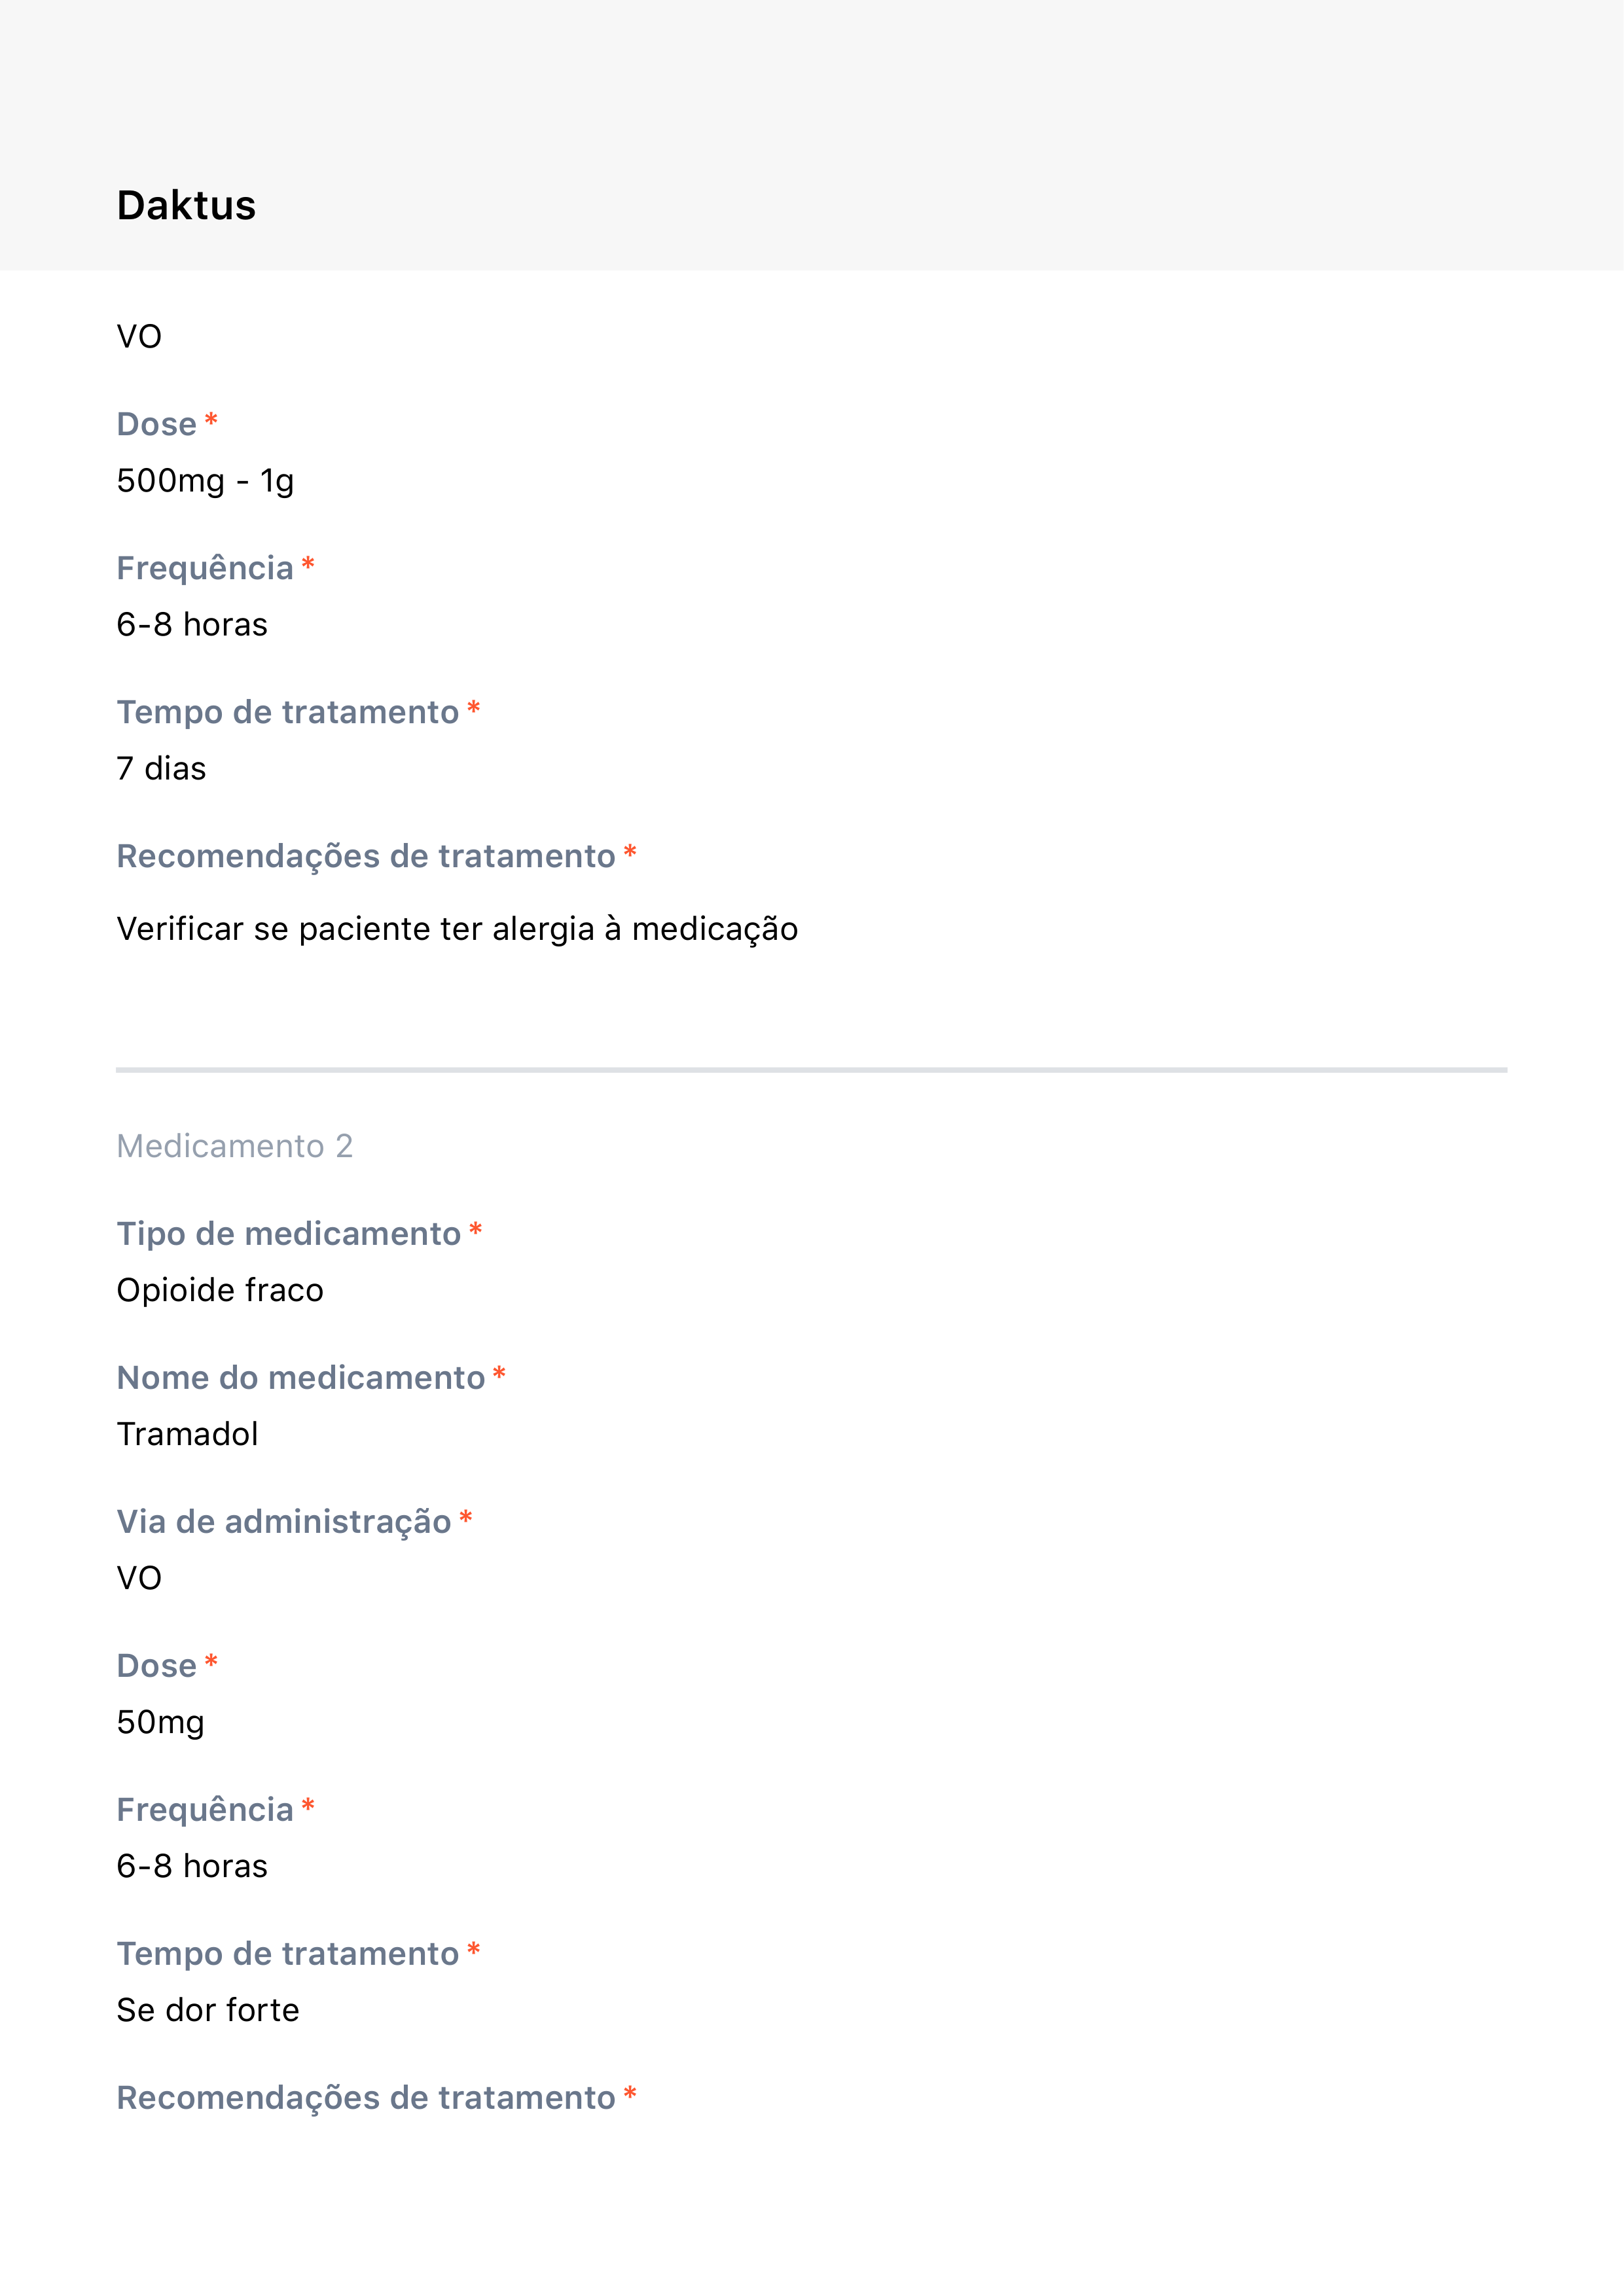 Daktus
VO
Dose *
500mg - 1g
Frequência *
6-8 horas
Tempo de tratamento *
7 dias
Recomendações de tratamento *
Verificar se paciente ter alergia à medicação
Medicamento 2
Tipo de medicamento *
Opioide fraco
Nome do medicamento *
Tramadol
Via de administração *
VO
Dose *
50mg
Frequência *
6-8 horas
Tempo de tratamento *
Se dor forte
Recomendações de tratamento *